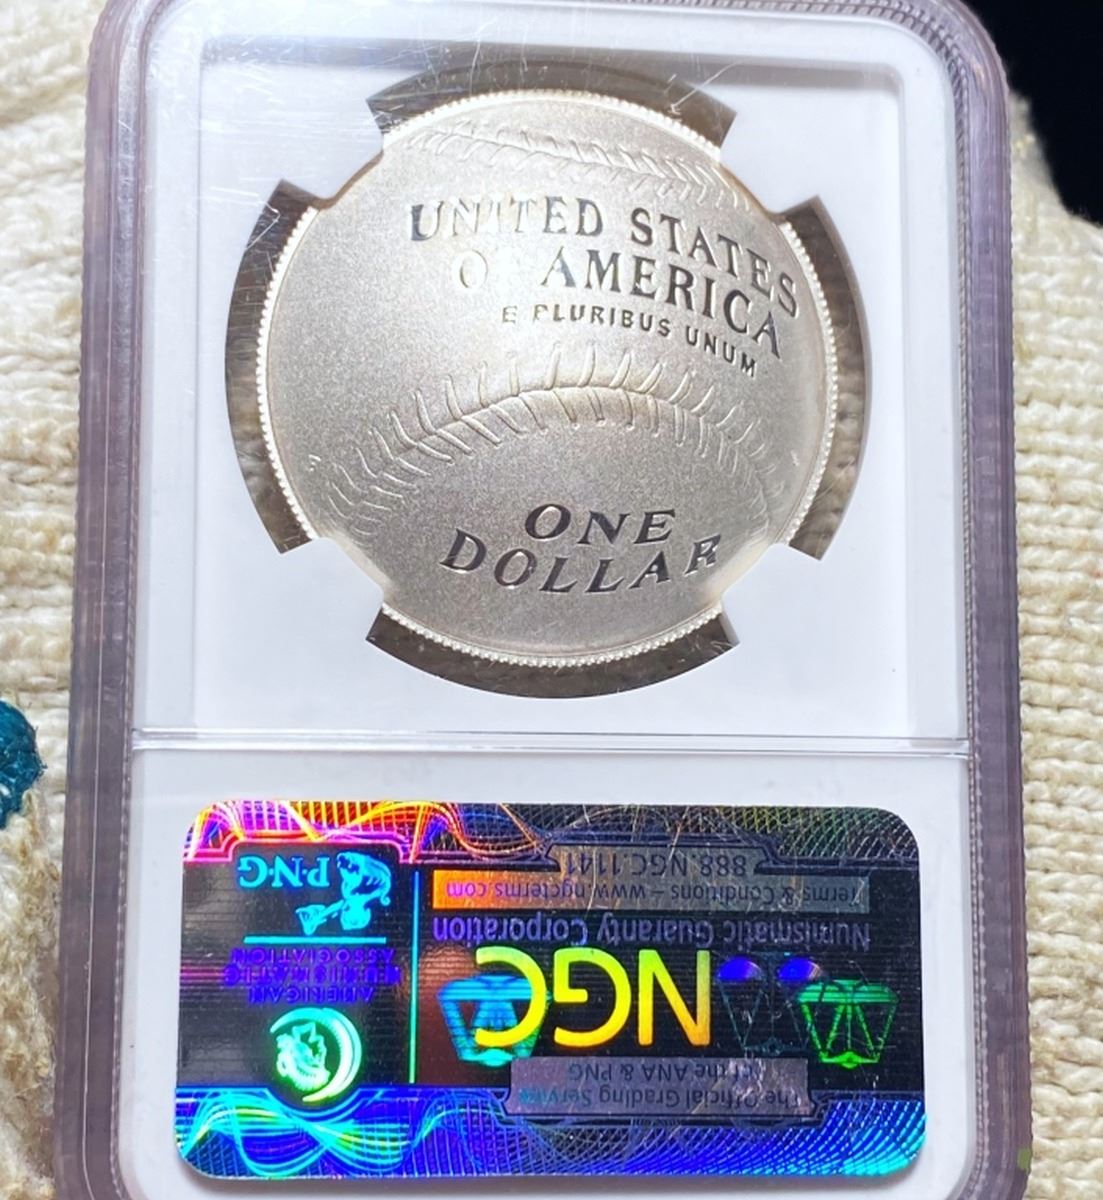 UNITED STATES
OF AMERICA
E PLURIBUS UNUM
ONE
DOLLAR
888.NGC.1141
Terms & Conditions – www.ngcterms.com
Numismatic Guaranty Corporation
NGC
The Official Grading Service
of the ANA & PNG
P·N·G
AMERICAN
NUMISMATIC
ASSOCIATION